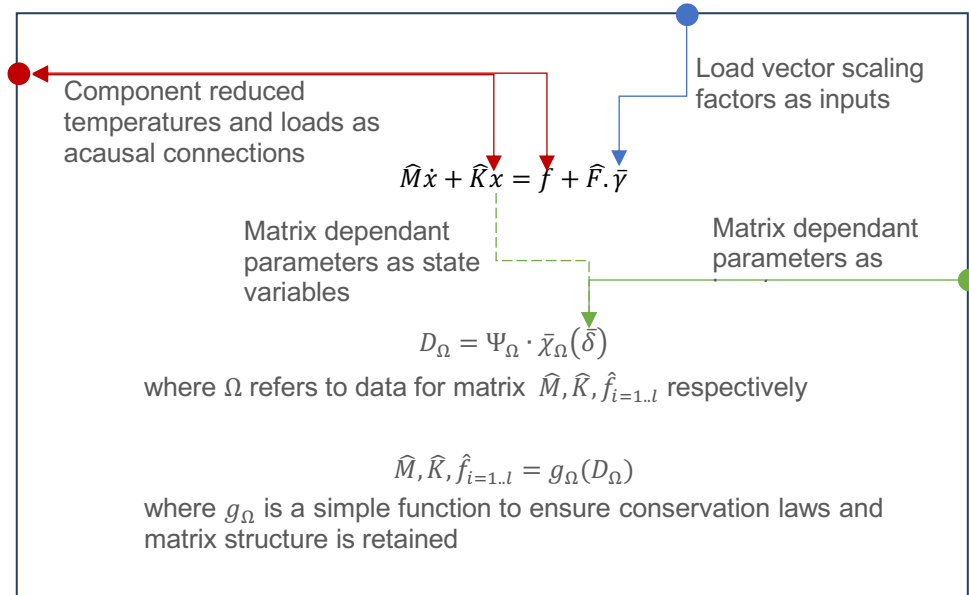 Component reduced
temperatures and loads as
acausal connections
Load vector scaling
factors as inputs
M̂ẋ + K̂x = f + F̂.γ̄
Matrix dependant
parameters as state
variables
Matrix dependant
parameters as
D_Ω = Ψ_Ω · χ̄_Ω(δ̄)
where Ω refers to data for matrix M̂, K̂, f̂_{i=1..l} respectively
M̂, K̂, f̂_{i=1..l} = g_Ω(D_Ω)
where g_Ω is a simple function to ensure conservation laws and
matrix structure is retained